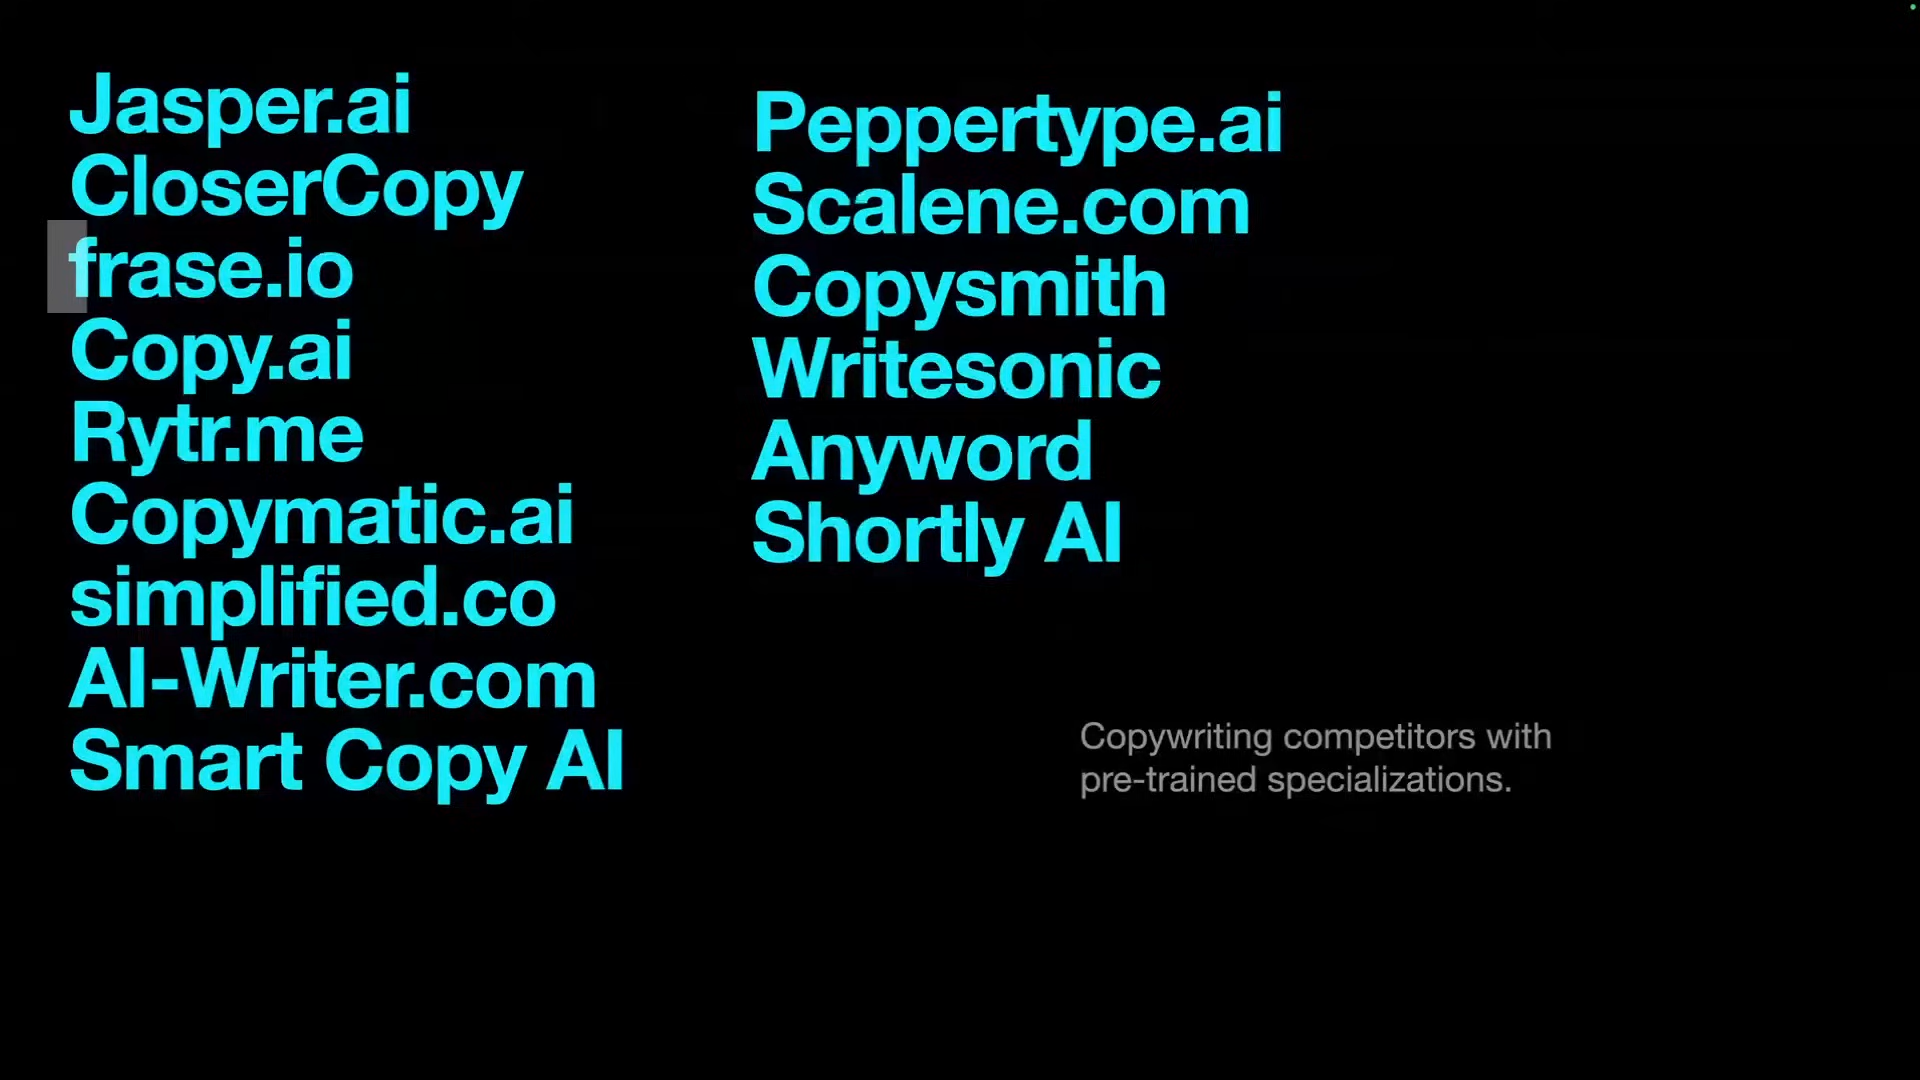 Jasper.ai
CloserCopy
frase.io
Copy.ai
Rytr.me
Copymatic.ai
simplified.co
AI-Writer.com
Smart Copy AI
Peppertype.ai
Scalene.com
Copysmith
Writesonic
Anyword
Shortly AI
Copywriting competitors with
pre-trained specializations.